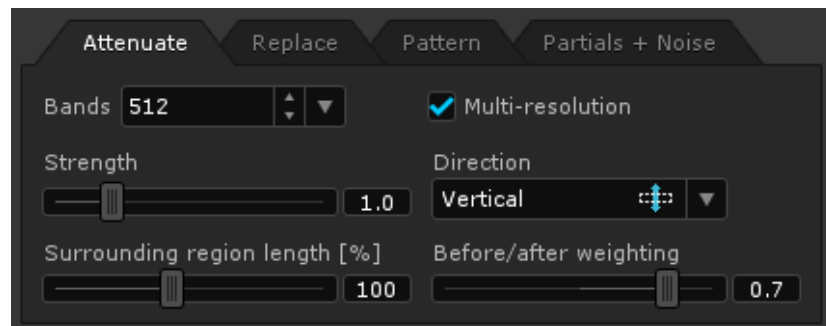 Attenuate Replace Pattern Partials + Noise
Bands 512 Multi-resolution
Strength Direction
1.0 Vertical
Surrounding region length [%] Before/after weighting
100 0.7